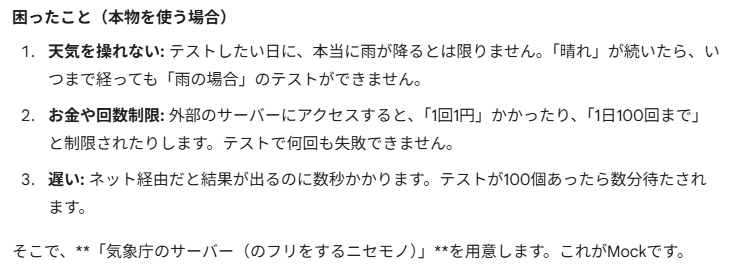 困ったこと（本物を使う場合）
1. 天気を操れない: テストしたい日に、本当に雨が降るとは限りません。「晴れ」が続いたら、い
つまで経っても「雨の場合」のテストができません。
2. お金や回数制限: 外部のサーバーにアクセスすると、「1回1円」かかったり、「1日100回まで」
と制限されたりします。テストで何回も失敗できません。
3. 遅い: ネット経由だと結果が出るのに数秒かかります。テストが100個あったら数分待たされ
ます。
そこで、**「気象庁のサーバー（のフリをするニセモノ）」**を用意します。これがMockです。